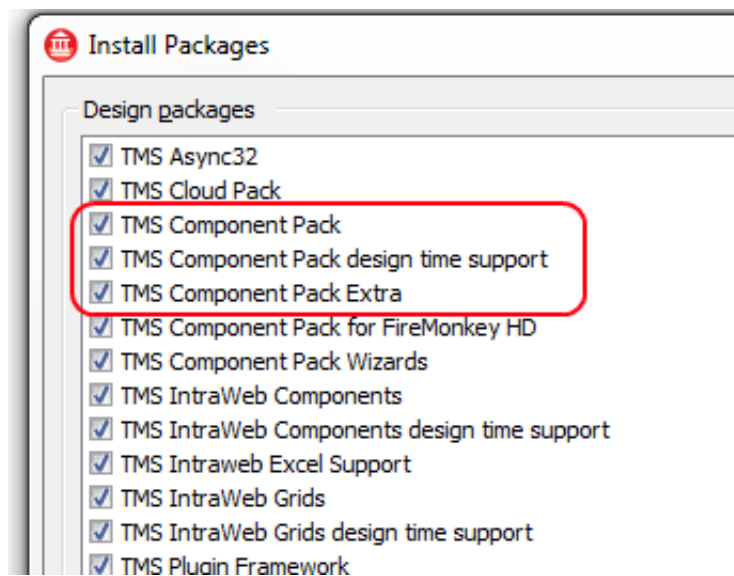 Install Packages
Design packages
TMS Async32
TMS Cloud Pack
TMS Component Pack
TMS Component Pack design time support
TMS Component Pack Extra
TMS Component Pack for FireMonkey HD
TMS Component Pack Wizards
TMS IntraWeb Components
TMS IntraWeb Components design time support
TMS Intraweb Excel Support
TMS IntraWeb Grids
TMS IntraWeb Grids design time support
TMS Plugin Framework